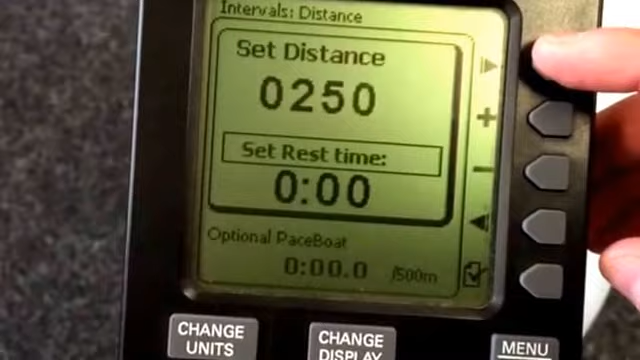 Intervals: Distance
Set Distance
0250
Set Rest time:
0:00
Optional PaceBoat
0:00.0 /500m
CHANGE
UNITS
CHANGE
DISPLAY
MENU